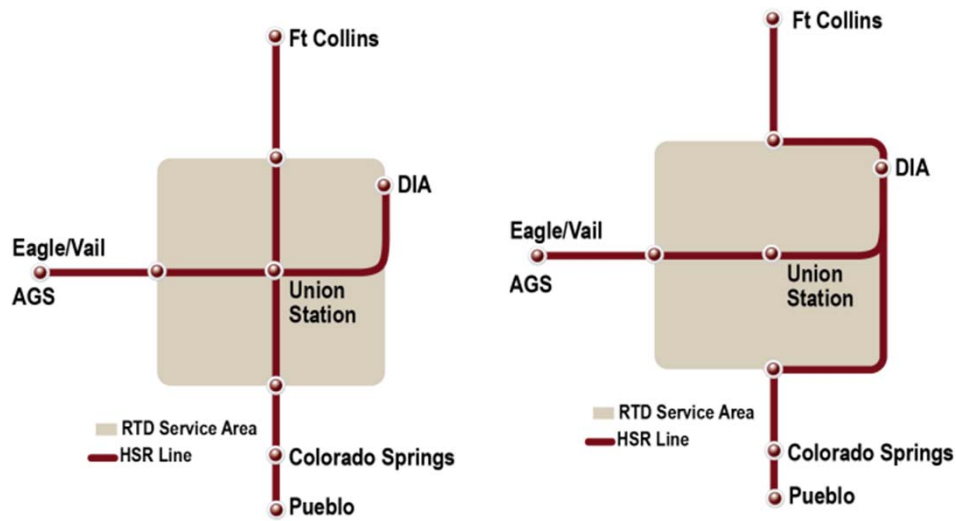 Ft Collins
DIA
Eagle/Vail
AGS
Union
Station
RTD Service Area
HSR Line
Colorado Springs
Pueblo
Ft Collins
DIA
Eagle/Vail
AGS
Union
Station
RTD Service Area
HSR Line
Colorado Springs
Pueblo